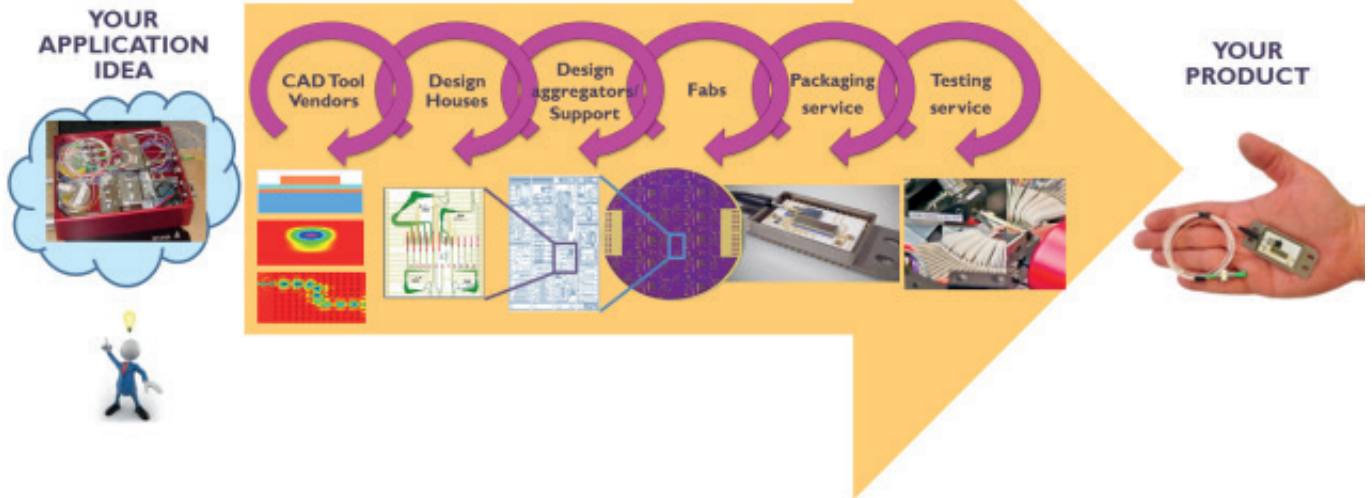 YOUR
APPLICATION
IDEA
CAD Tool
Vendors
Design
Houses
Design
aggregators/
Support
Fabs
Packaging
service
Testing
service
YOUR
PRODUCT